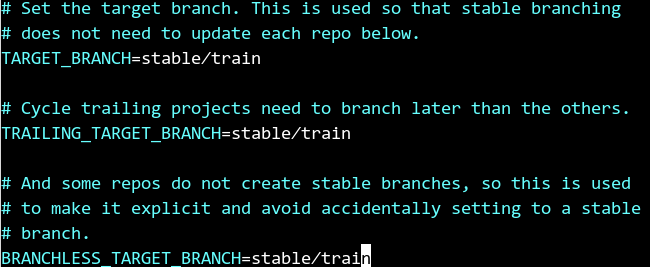 # Set the target branch. This is used so that stable branching
# does not need to update each repo below.
TARGET_BRANCH=stable/train
# Cycle trailing projects need to branch later than the others.
TRAILING_TARGET_BRANCH=stable/train
# And some repos do not create stable branches, so this is used
# to make it explicit and avoid accidentally setting to a stable
# branch.
BRANCHLESS_TARGET_BRANCH=stable/train